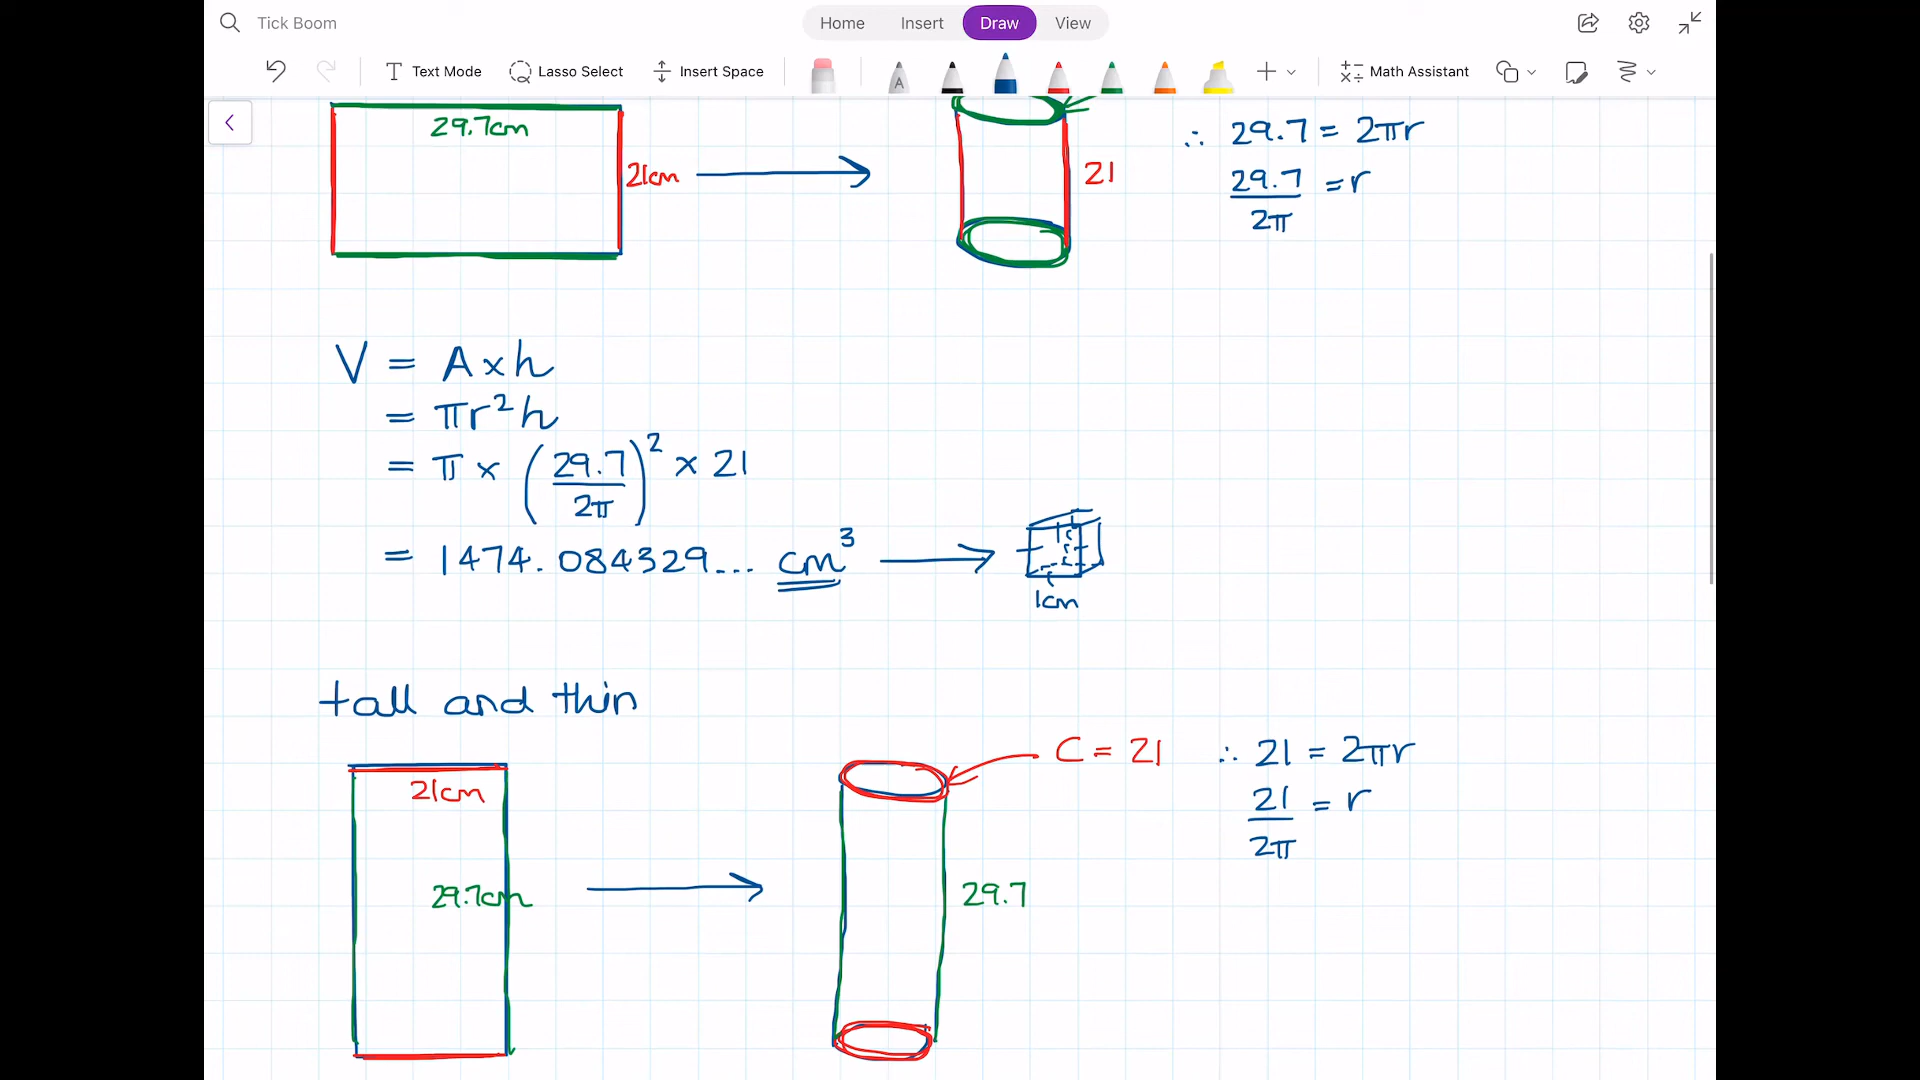 Tick Boom
Home Insert Draw View
Text Mode Lasso Select Insert Space Math Assistant
A
29.7cm
21cm
21
∴ 29.7 = 2πr
29.7/2π = r
V = A × h
= πr²h
= π × (29.7/2π)² × 21
= 1474.084329... cm³
1cm
tall and thin
21cm
29.7cm
C = 21
29.7
∴ 21 = 2πr
21/2π = r